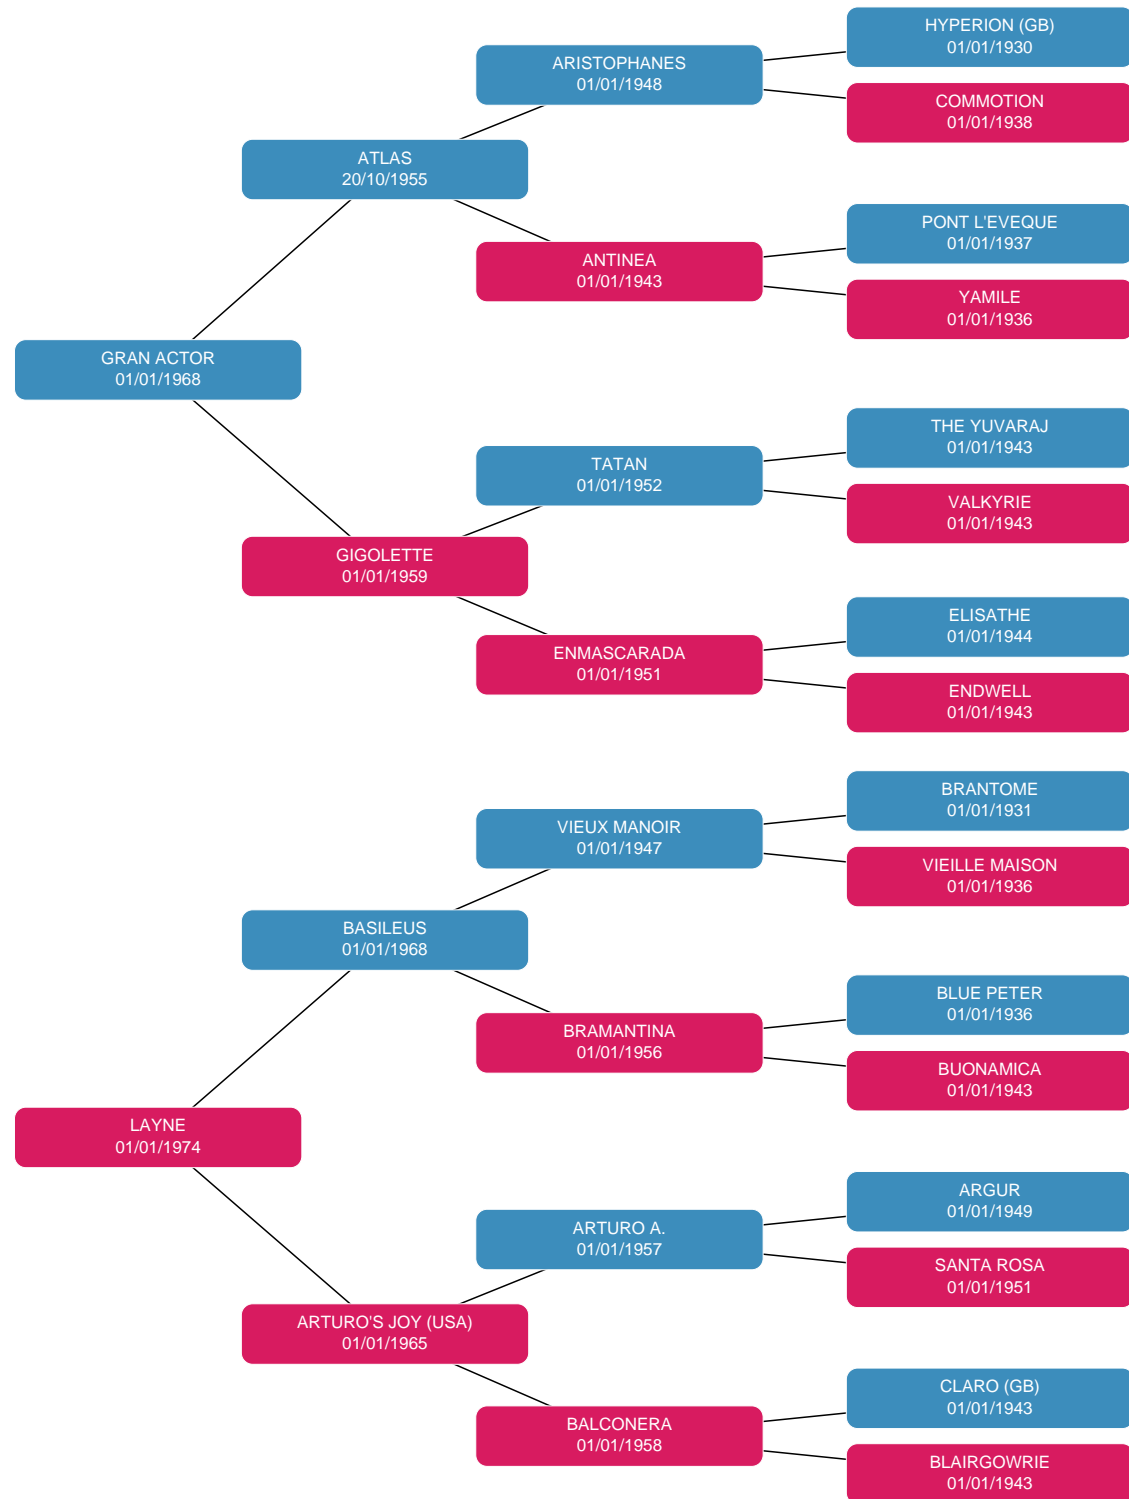 HYPERION (GB)
01/01/1930
ARISTOPHANES
01/01/1948
COMMOTION
01/01/1938
ATLAS
20/10/1955
PONT L'EVEQUE
01/01/1937
ANTINEA
01/01/1943
YAMILE
01/01/1936
GRAN ACTOR
01/01/1968
THE YUVARAJ
01/01/1943
TATAN
01/01/1952
VALKYRIE
01/01/1943
GIGOLETTE
01/01/1959
ELISATHE
01/01/1944
ENMASCARADA
01/01/1951
ENDWELL
01/01/1943
BRANTOME
01/01/1931
VIEUX MANOIR
01/01/1947
VIEILLE MAISON
01/01/1936
BASILEUS
01/01/1968
BLUE PETER
01/01/1936
BRAMANTINA
01/01/1956
BUONAMICA
01/01/1943
LAYNE
01/01/1974
ARGUR
01/01/1949
ARTURO A.
01/01/1957
SANTA ROSA
01/01/1951
ARTURO'S JOY (USA)
01/01/1965
CLARO (GB)
01/01/1943
BALCONERA
01/01/1958
BLAIRGOWRIE
01/01/1943